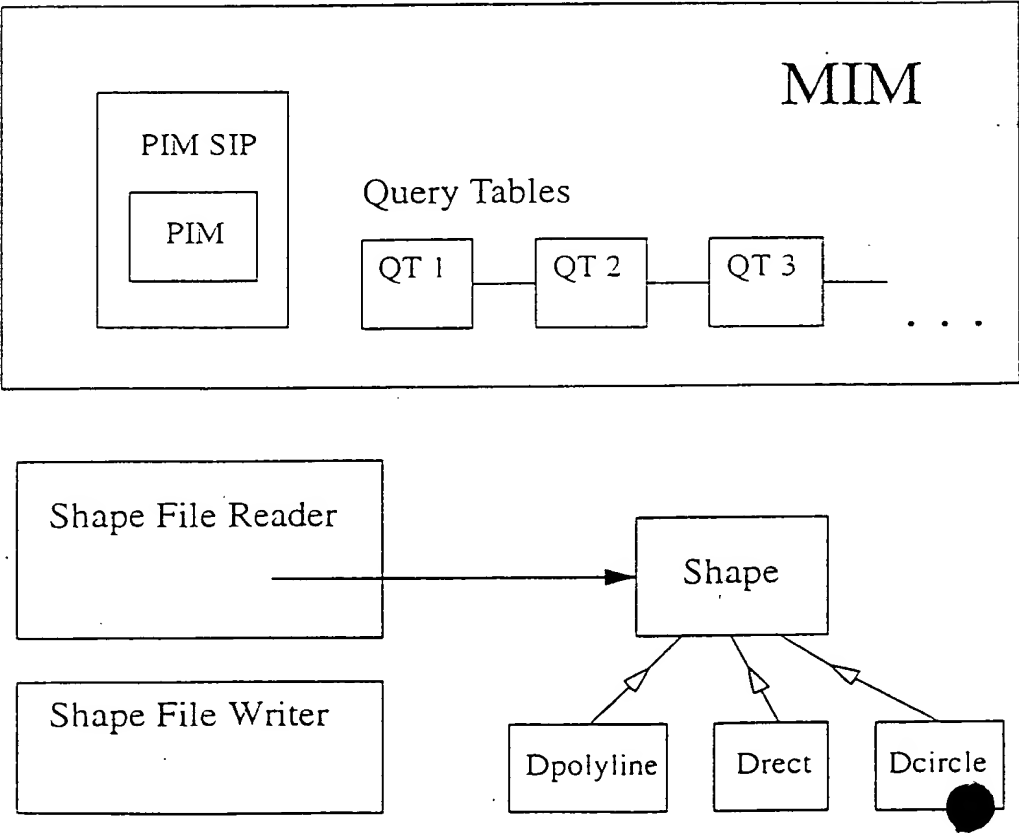 MIM
PIM SIP
PIM
Query Tables
QT 1
QT 2
QT 3
. . .
Shape File Reader
Shape
Shape File Writer
Dpolyline
Drect
Dcircle